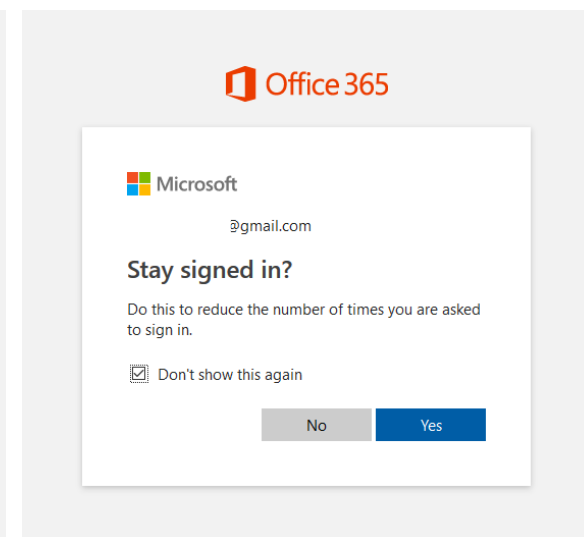 Office 365
Microsoft
@gmail.com
Stay signed in?
Do this to reduce the number of times you are asked
to sign in.
Don't show this again
No Yes